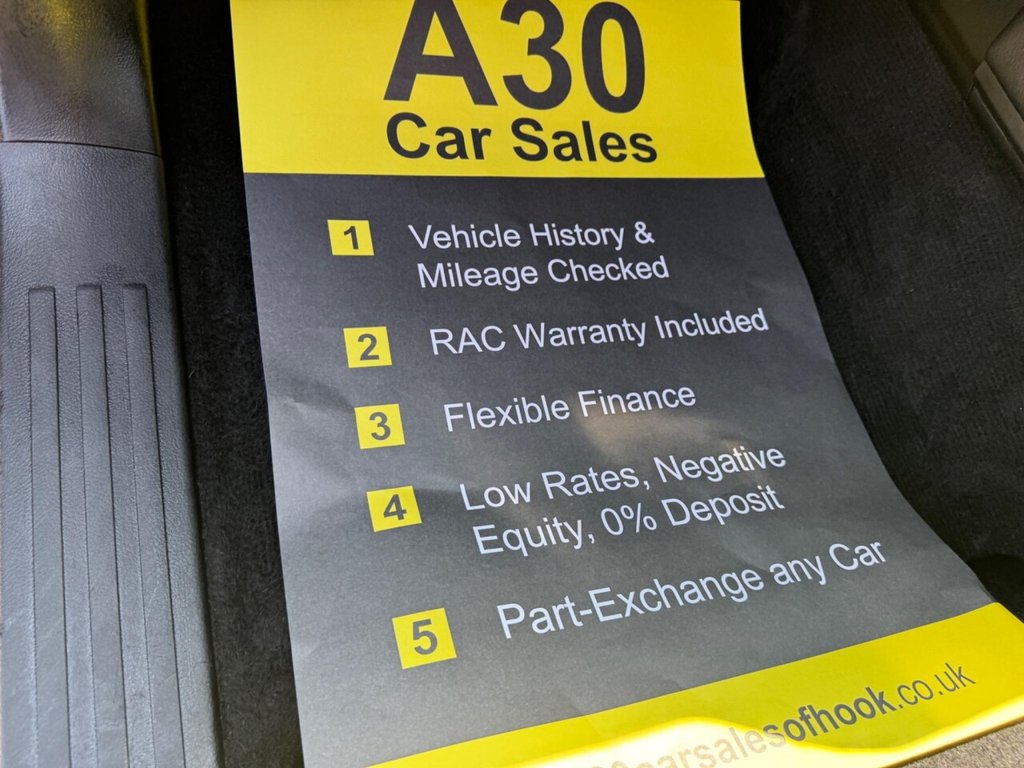 A30
Car Sales
1 Vehicle History &
Mileage Checked
2 RAC Warranty Included
3 Flexible Finance
4 Low Rates, Negative
Equity, 0% Deposit
5 Part-Exchange any Car
carsalesofhook.co.uk